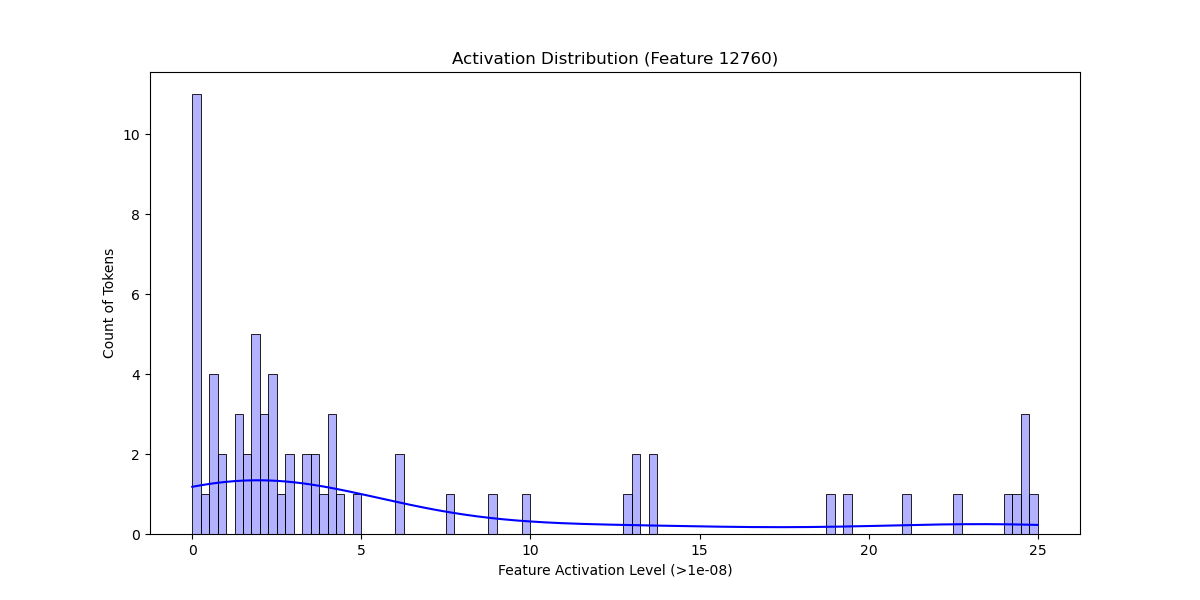 Activation Distribution (Feature 12760)
Count of Tokens
10
8
6
4
2
0
0 5 10 15 20 25
Feature Activation Level (>1e-08)